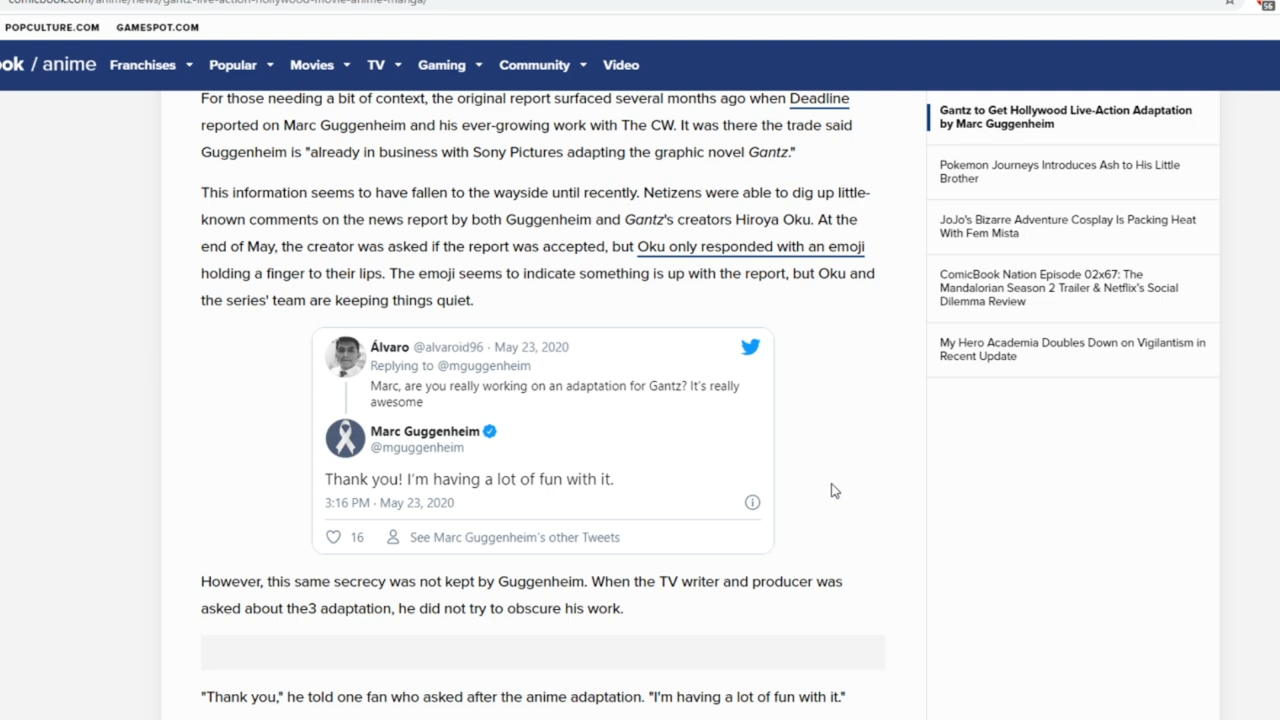 comicbook.com/anime/news/gantz-live-action-hollywood-movie-anime-manga/
56
POPCULTURE.COM GAMESPOT.COM
ok / anime Franchises Popular Movies TV Gaming Community Video
For those needing a bit of context, the original report surfaced several months ago when Deadline
reported on Marc Guggenheim and his ever-growing work with The CW. It was there the trade said
Guggenheim is "already in business with Sony Pictures adapting the graphic novel Gantz."
This information seems to have fallen to the wayside until recently. Netizens were able to dig up little-
known comments on the news report by both Guggenheim and Gantz's creators Hiroya Oku. At the
end of May, the creator was asked if the report was accepted, but Oku only responded with an emoji
holding a finger to their lips. The emoji seems to indicate something is up with the report, but Oku and
the series' team are keeping things quiet.
Álvaro @alvaroid96 · May 23, 2020
Replying to @mguggenheim
Marc, are you really working on an adaptation for Gantz? It's really
awesome
Marc Guggenheim
@mguggenheim
Thank you! I'm having a lot of fun with it.
3:16 PM · May 23, 2020
16 See Marc Guggenheim's other Tweets
However, this same secrecy was not kept by Guggenheim. When the TV writer and producer was
asked about the3 adaptation, he did not try to obscure his work.
"Thank you," he told one fan who asked after the anime adaptation. "I'm having a lot of fun with it."
Gantz to Get Hollywood Live-Action Adaptation
by Marc Guggenheim
Pokemon Journeys Introduces Ash to His Little
Brother
JoJo's Bizarre Adventure Cosplay Is Packing Heat
With Fem Mista
ComicBook Nation Episode 02x67: The
Mandalorian Season 2 Trailer & Netflix's Social
Dilemma Review
My Hero Academia Doubles Down on Vigilantism in
Recent Update